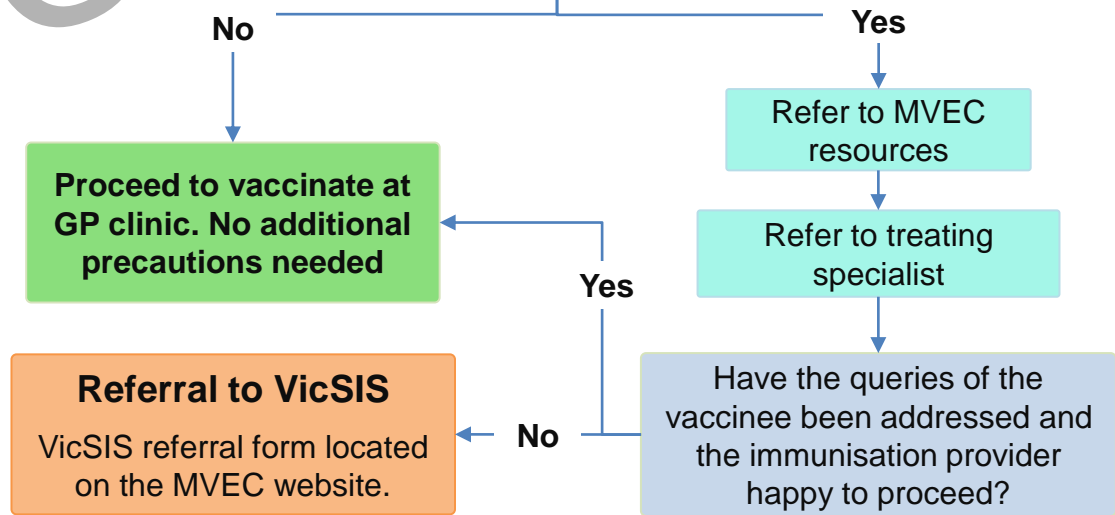 No
Yes
Refer to MVEC
resources
Proceed to vaccinate at
GP clinic. No additional
precautions needed
Refer to treating
specialist
Yes
Referral to VicSIS
VicSIS referral form located
on the MVEC website.
No
Have the queries of the
vaccinee been addressed and
the immunisation provider
happy to proceed?